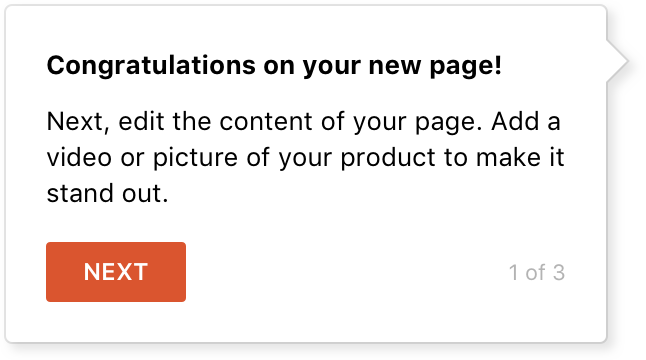 Congratulations on your new page!
Next, edit the content of your page. Add a
video or picture of your product to make it
stand out.
NEXT
1 of 3